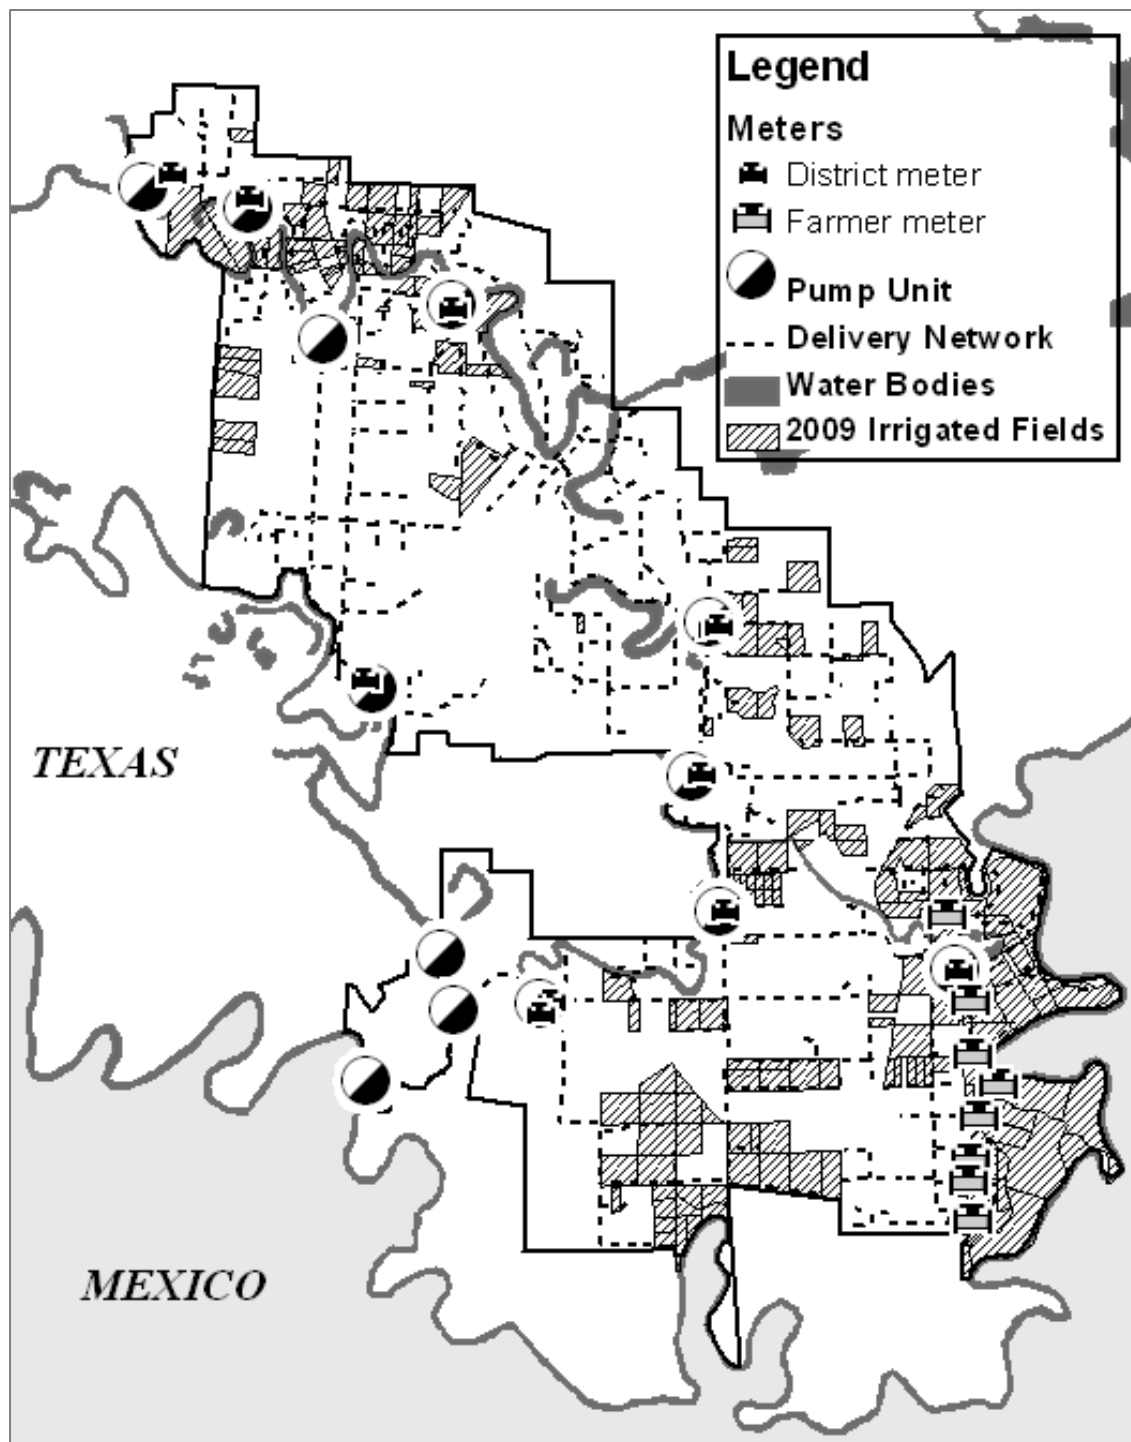 Legend
Meters
District meter
Farmer meter
Pump Unit
Delivery Network
Water Bodies
2009 Irrigated Fields
TEXAS
MEXICO